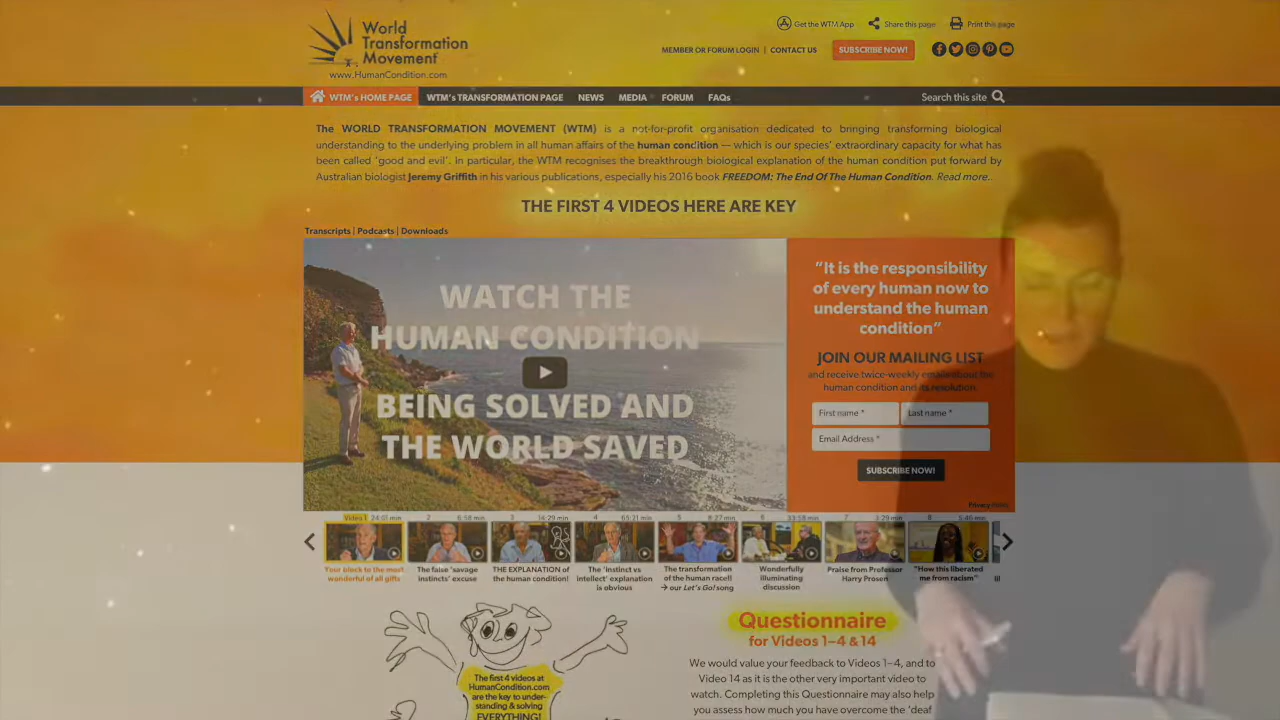 World
Transformation
Movement
www.HumanCondition.com
Get the WTM App
Share this page
Print this page
MEMBER OR FORUM LOGIN | CONTACT US
SUBSCRIBE NOW!
WTM's HOME PAGE
WTM's TRANSFORMATION PAGE
NEWS
MEDIA
FORUM
FAQs
Search this site
The WORLD TRANSFORMATION MOVEMENT (WTM) is a not-for-profit organisation dedicated to bringing transforming biological
understanding to the underlying problem in all human affairs of the human condition — which is our species' extraordinary capacity for what has
been called 'good and evil'. In particular, the WTM recognises the breakthrough biological explanation of the human condition put forward by
Australian biologist Jeremy Griffith in his various publications, especially his 2016 book FREEDOM: The End Of The Human Condition. Read more..
THE FIRST 4 VIDEOS HERE ARE KEY
Transcripts | Podcasts | Downloads
WATCH THE
HUMAN CONDITION
BEING SOLVED AND
THE WORLD SAVED
"It is the responsibility
of every human now to
understand the human
condition"
JOIN OUR MAILING LIST
and receive twice-weekly emails about the
human condition and its resolution.
First name *
Last name *
Email Address *
SUBSCRIBE NOW!
Privacy Policy
Video 1 24:51 min
2 6:58 min
3 14:29 min
4 65:21 min
5 8:27 min
6 33:58 min
7 3:29 min
8 5:40 min
Your block to the most
wonderful of all gifts
The false 'savage
instincts' excuse
THE EXPLANATION of
the human condition!
The 'instinct vs
intellect' explanation
is obvious
The transformation
of the human race!!
→ our Let's Go! song
Wonderfully
illuminating
discussion
Praise from Professor
Harry Prosen
"How this liberated
me from racism"
The first 4 videos at
HumanCondition.com
are the key to under-
standing & solving
EVERYTHING!
Questionnaire
for Videos 1–4 & 14
We would value your feedback to Videos 1–4, and to
Video 14 as it is the other very important video to
watch. Completing this Questionnaire may also help
you assess how much you have overcome the 'deaf